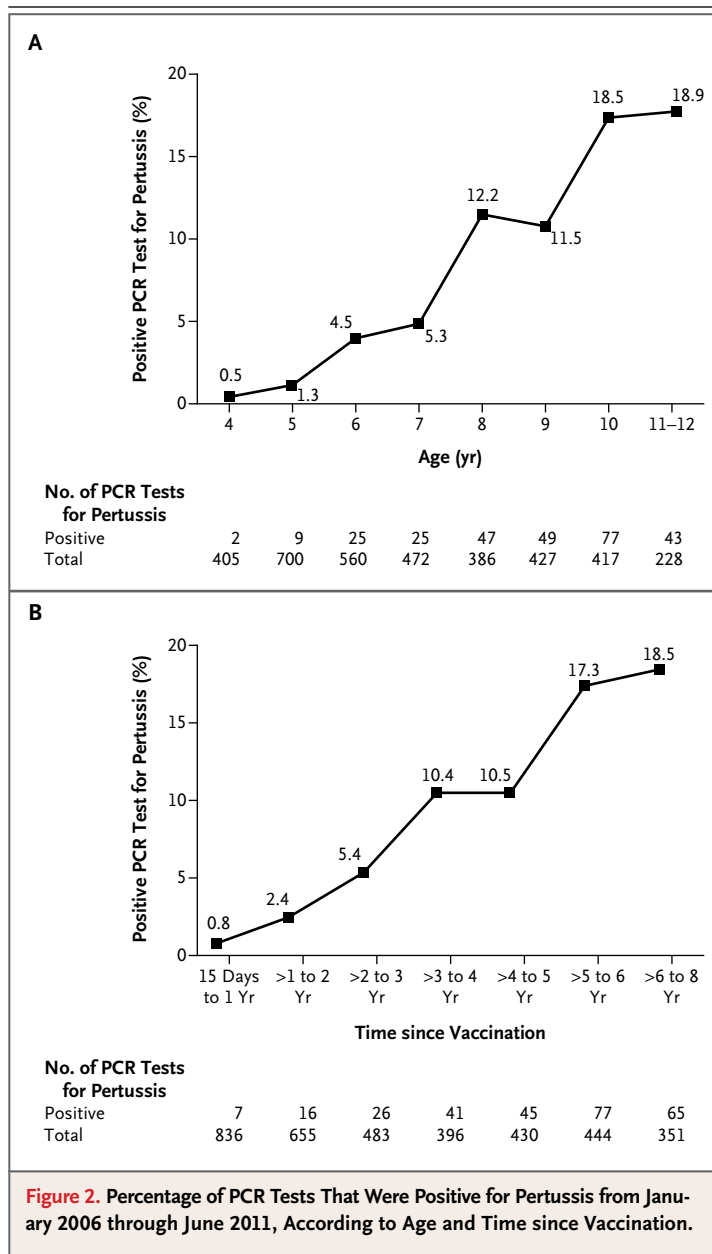 A
Positive PCR Test for Pertussis (%)
20
15
10
5
0
0.5
1.3
4.5
5.3
12.2
11.5
18.5
18.9
4 5 6 7 8 9 10 11–12
Age (yr)
No. of PCR Tests
for Pertussis
Positive 2 9 25 25 47 49 77 43
Total 405 700 560 472 386 427 417 228
B
Positive PCR Test for Pertussis (%)
20
15
10
5
0
0.8
2.4
5.4
10.4
10.5
17.3
18.5
15 Days >1 to 2 >2 to 3 >3 to 4 >4 to 5 >5 to 6 >6 to 8
to 1 Yr Yr Yr Yr Yr Yr Yr
Time since Vaccination
No. of PCR Tests
for Pertussis
Positive 7 16 26 41 45 77 65
Total 836 655 483 396 430 444 351
Figure 2. Percentage of PCR Tests That Were Positive for Pertussis from Janu-
ary 2006 through June 2011, According to Age and Time since Vaccination.